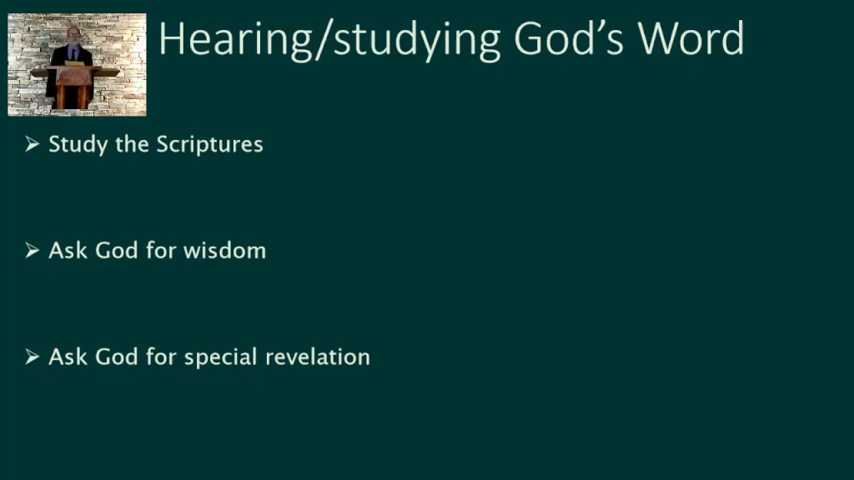 Hearing/studying God's Word
Study the Scriptures
Ask God for wisdom
Ask God for special revelation